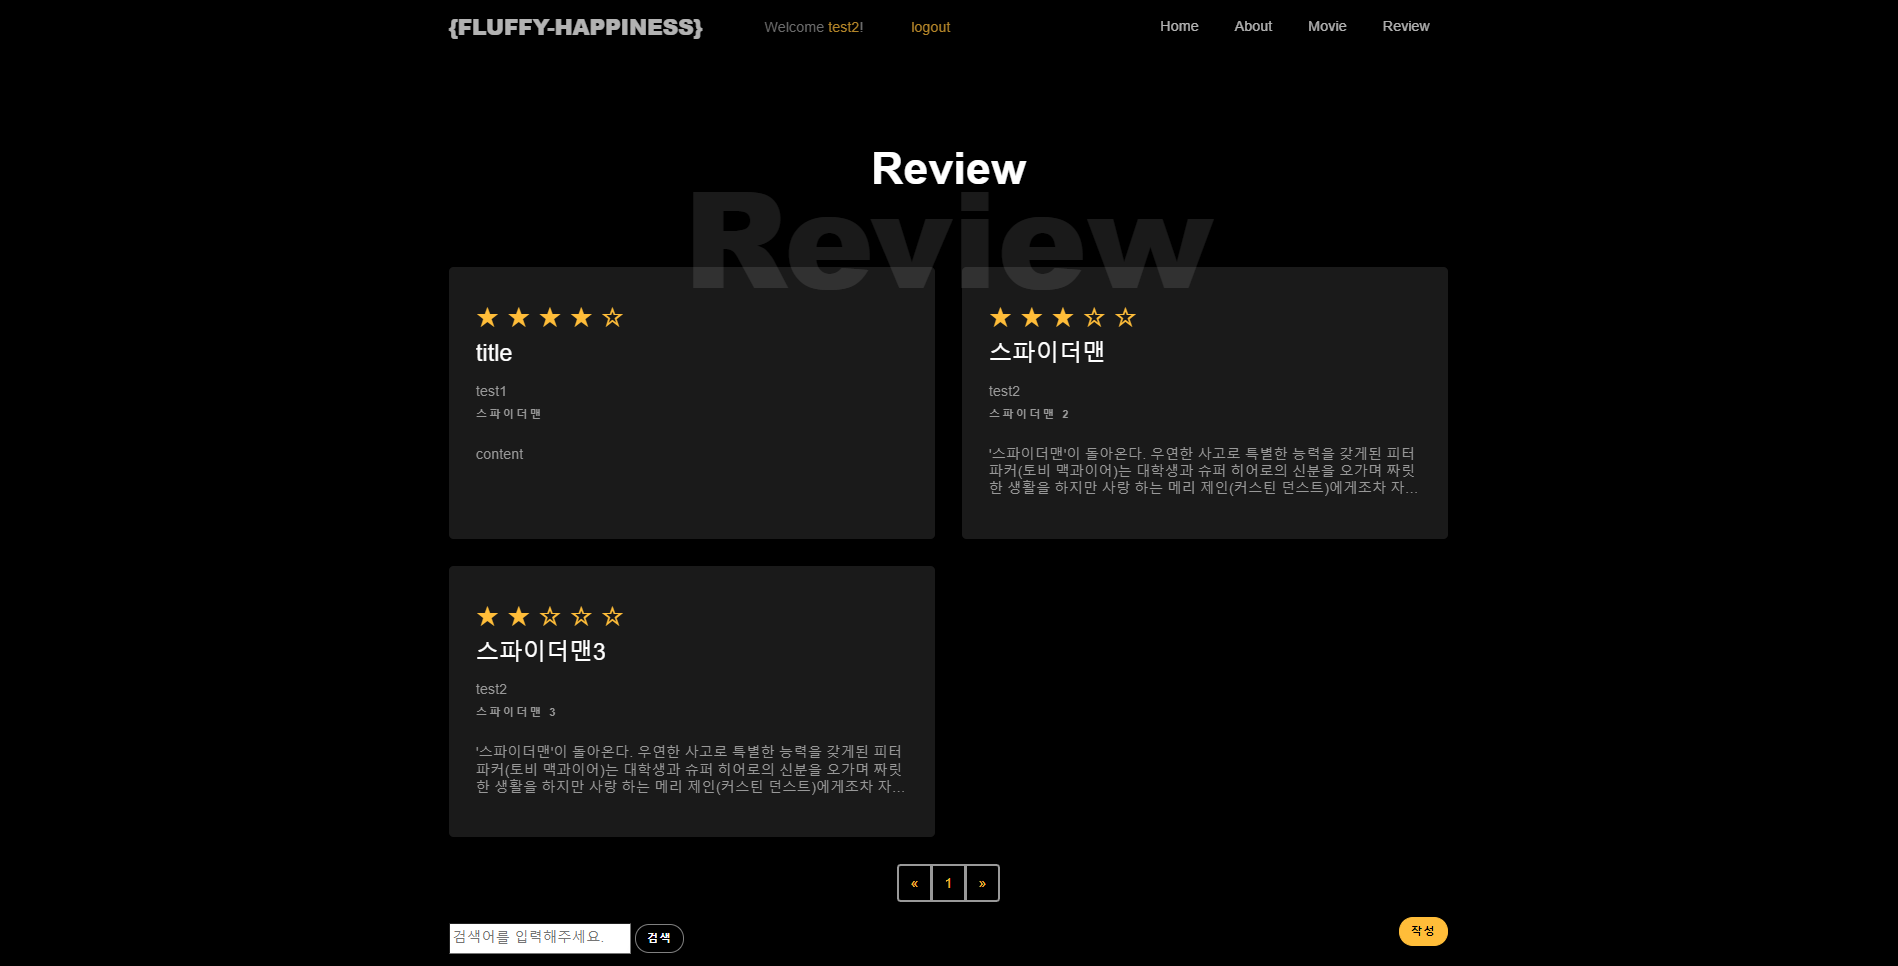 {FLUFFY-HAPPINESS} Welcome test2! logout Home About Movie Review
Review
Review
★ ★ ★ ★ ☆
title
test1
스파이더맨
content
★ ★ ★ ☆ ☆
스파이더맨
test2
스파이더맨 2
'스파이더맨'이 돌아온다. 우연한 사고로 특별한 능력을 갖게된 피터
파커(토비 맥과이어)는 대학생과 슈퍼 히어로의 신분을 오가며 짜릿
한 생활을 하지만 사랑 하는 메리 제인(커스틴 던스트)에게조차 자...
★ ★ ☆ ☆ ☆
스파이더맨3
test2
스파이더맨 3
'스파이더맨'이 돌아온다. 우연한 사고로 특별한 능력을 갖게된 피터
파커(토비 맥과이어)는 대학생과 슈퍼 히어로의 신분을 오가며 짜릿
한 생활을 하지만 사랑 하는 메리 제인(커스틴 던스트)에게조차 자...
« 1 »
검색어를 입력해주세요. 검색 작성